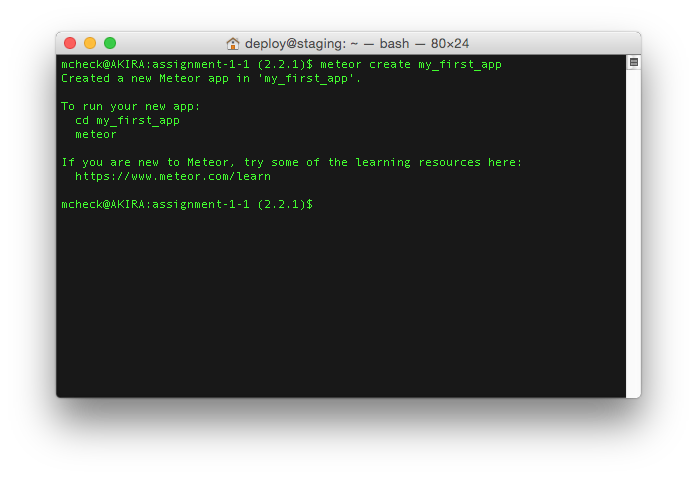 deploy@staging: ~ — bash — 80×24
mcheck@AKIRA:assignment-1-1 (2.2.1)$ meteor create my_first_app
Created a new Meteor app in 'my_first_app'.
To run your new app:
  cd my_first_app
  meteor
If you are new to Meteor, try some of the learning resources here:
  https://www.meteor.com/learn
mcheck@AKIRA:assignment-1-1 (2.2.1)$